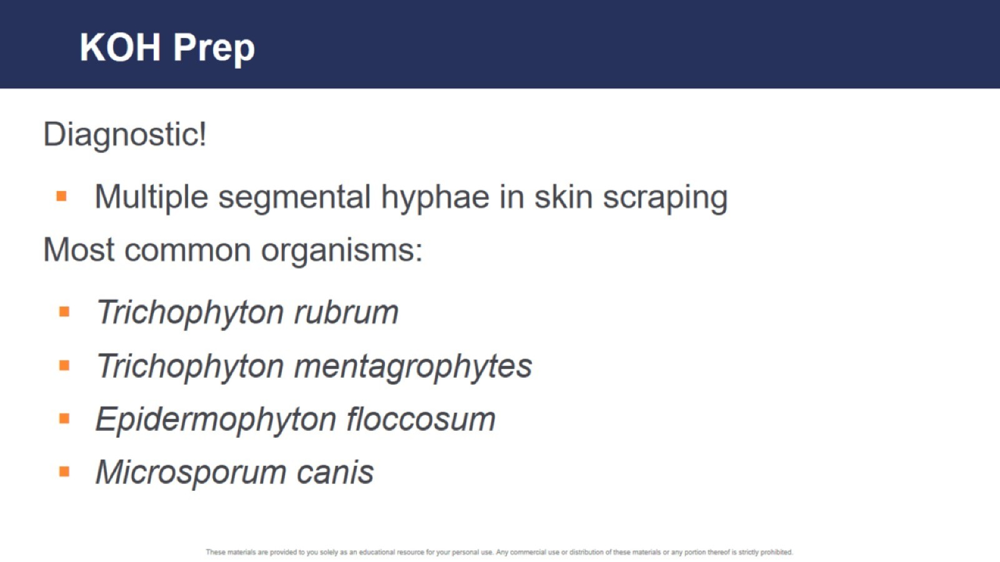 KOH Prep
Diagnostic!
Multiple segmental hyphae in skin scraping
Most common organisms:
Trichophyton rubrum
Trichophyton mentagrophytes
Epidermophyton floccosum
Microsporum canis
These materials are provided to you solely as an educational resource for your personal use. Any commercial use or distribution of these materials or any portion thereof is strictly prohibited.